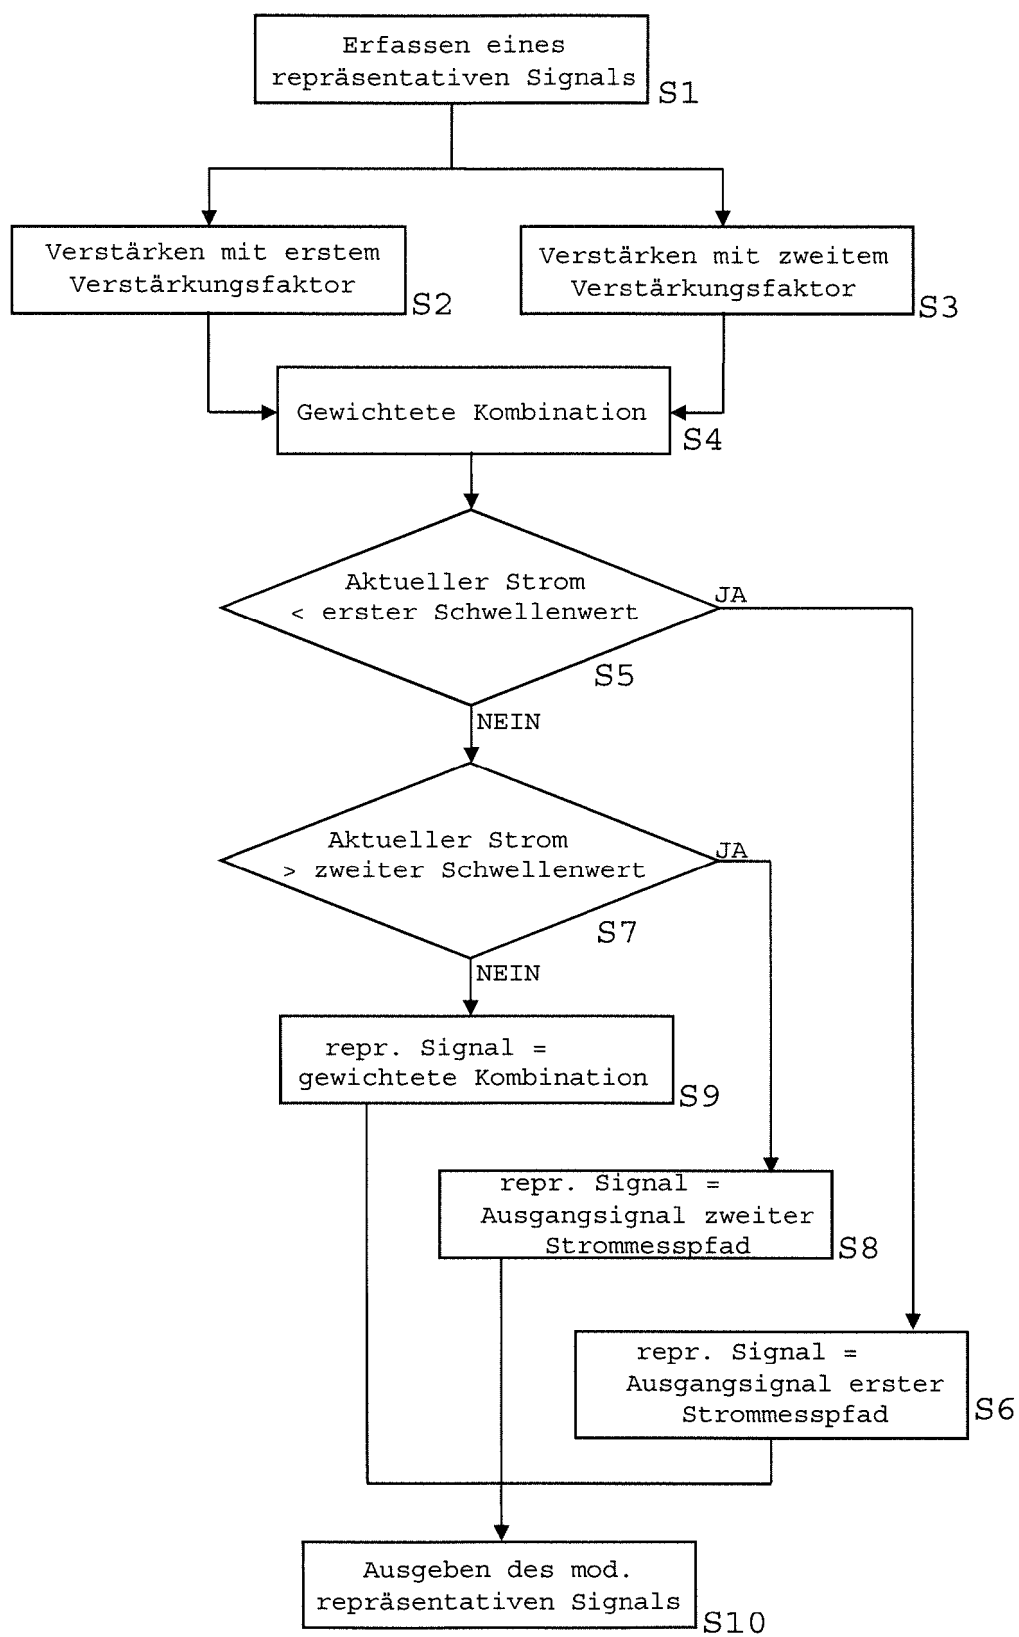 Erfassen eines
repräsentativen Signals
S1
Verstärken mit erstem
Verstärkungsfaktor
S2
Verstärken mit zweitem
Verstärkungsfaktor
S3
Gewichtete Kombination
S4
Aktueller Strom
< erster Schwellenwert
S5
JA
NEIN
Aktueller Strom
> zweiter Schwellenwert
S7
JA
NEIN
repr. Signal =
gewichtete Kombination
S9
repr. Signal =
Ausgangsignal zweiter
Strommesspfad
S8
repr. Signal =
Ausgangsignal erster
Strommesspfad
S6
Ausgeben des mod.
repräsentativen Signals
S10